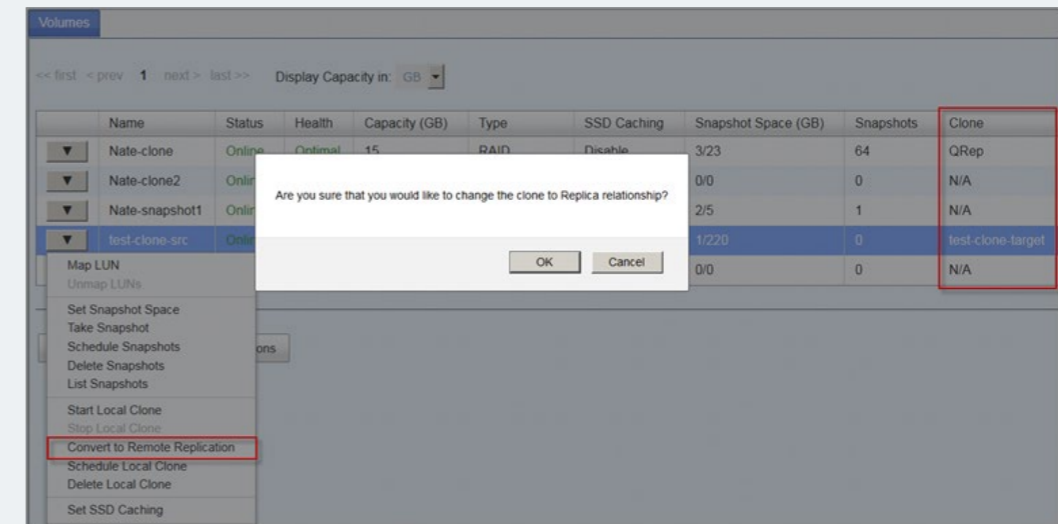 Volumes
<< first < prev 1 next > last >> Display Capacity in: GB
Name Status Health Capacity (GB) Type SSD Caching Snapshot Space (GB) Snapshots Clone
Nate-clone Online Optimal 15 RAID Disable 3/23 64 QRep
Nate-clone2 0/0 0 N/A
Are you sure that you would like to change the clone to Replica relationship?
Nate-snapshot1 2/5 1 N/A
test-clone-src 1/220 0 test-clone-target
OK Cancel
Map LUN 0/0 0 N/A
Unmap LUNs
Set Snapshot Space
Take Snapshot
Schedule Snapshots
Delete Snapshots
List Snapshots
Start Local Clone
Stop Local Clone
Convert to Remote Replication
Schedule Local Clone
Delete Local Clone
Set SSD Caching